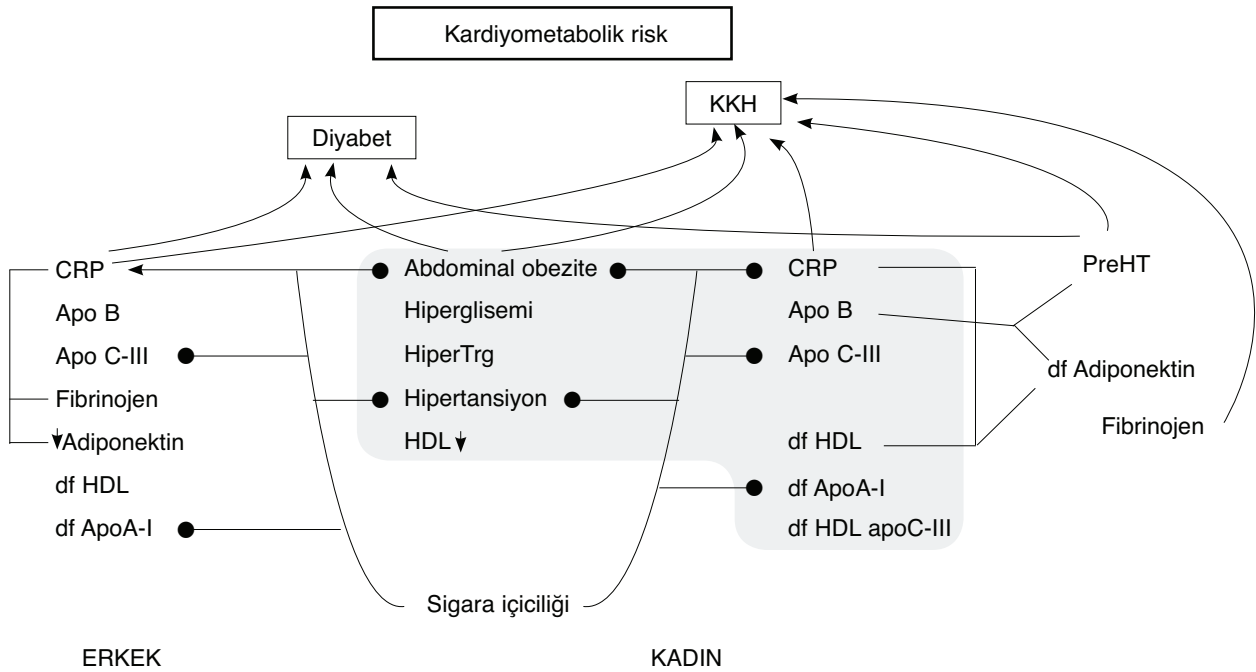 Kardiyometabolik risk
KKH
Diyabet
CRP
Apo B
Apo C-III
Fibrinojen
Adiponektin
df HDL
df ApoA-I
Abdominal obezite
Hiperglisemi
HiperTrg
Hipertansiyon
HDL
CRP
Apo B
Apo C-III
df HDL
df ApoA-I
df HDL apoC-III
PreHT
df Adiponektin
Fibrinojen
Sigara içiciliği
ERKEK
KADIN